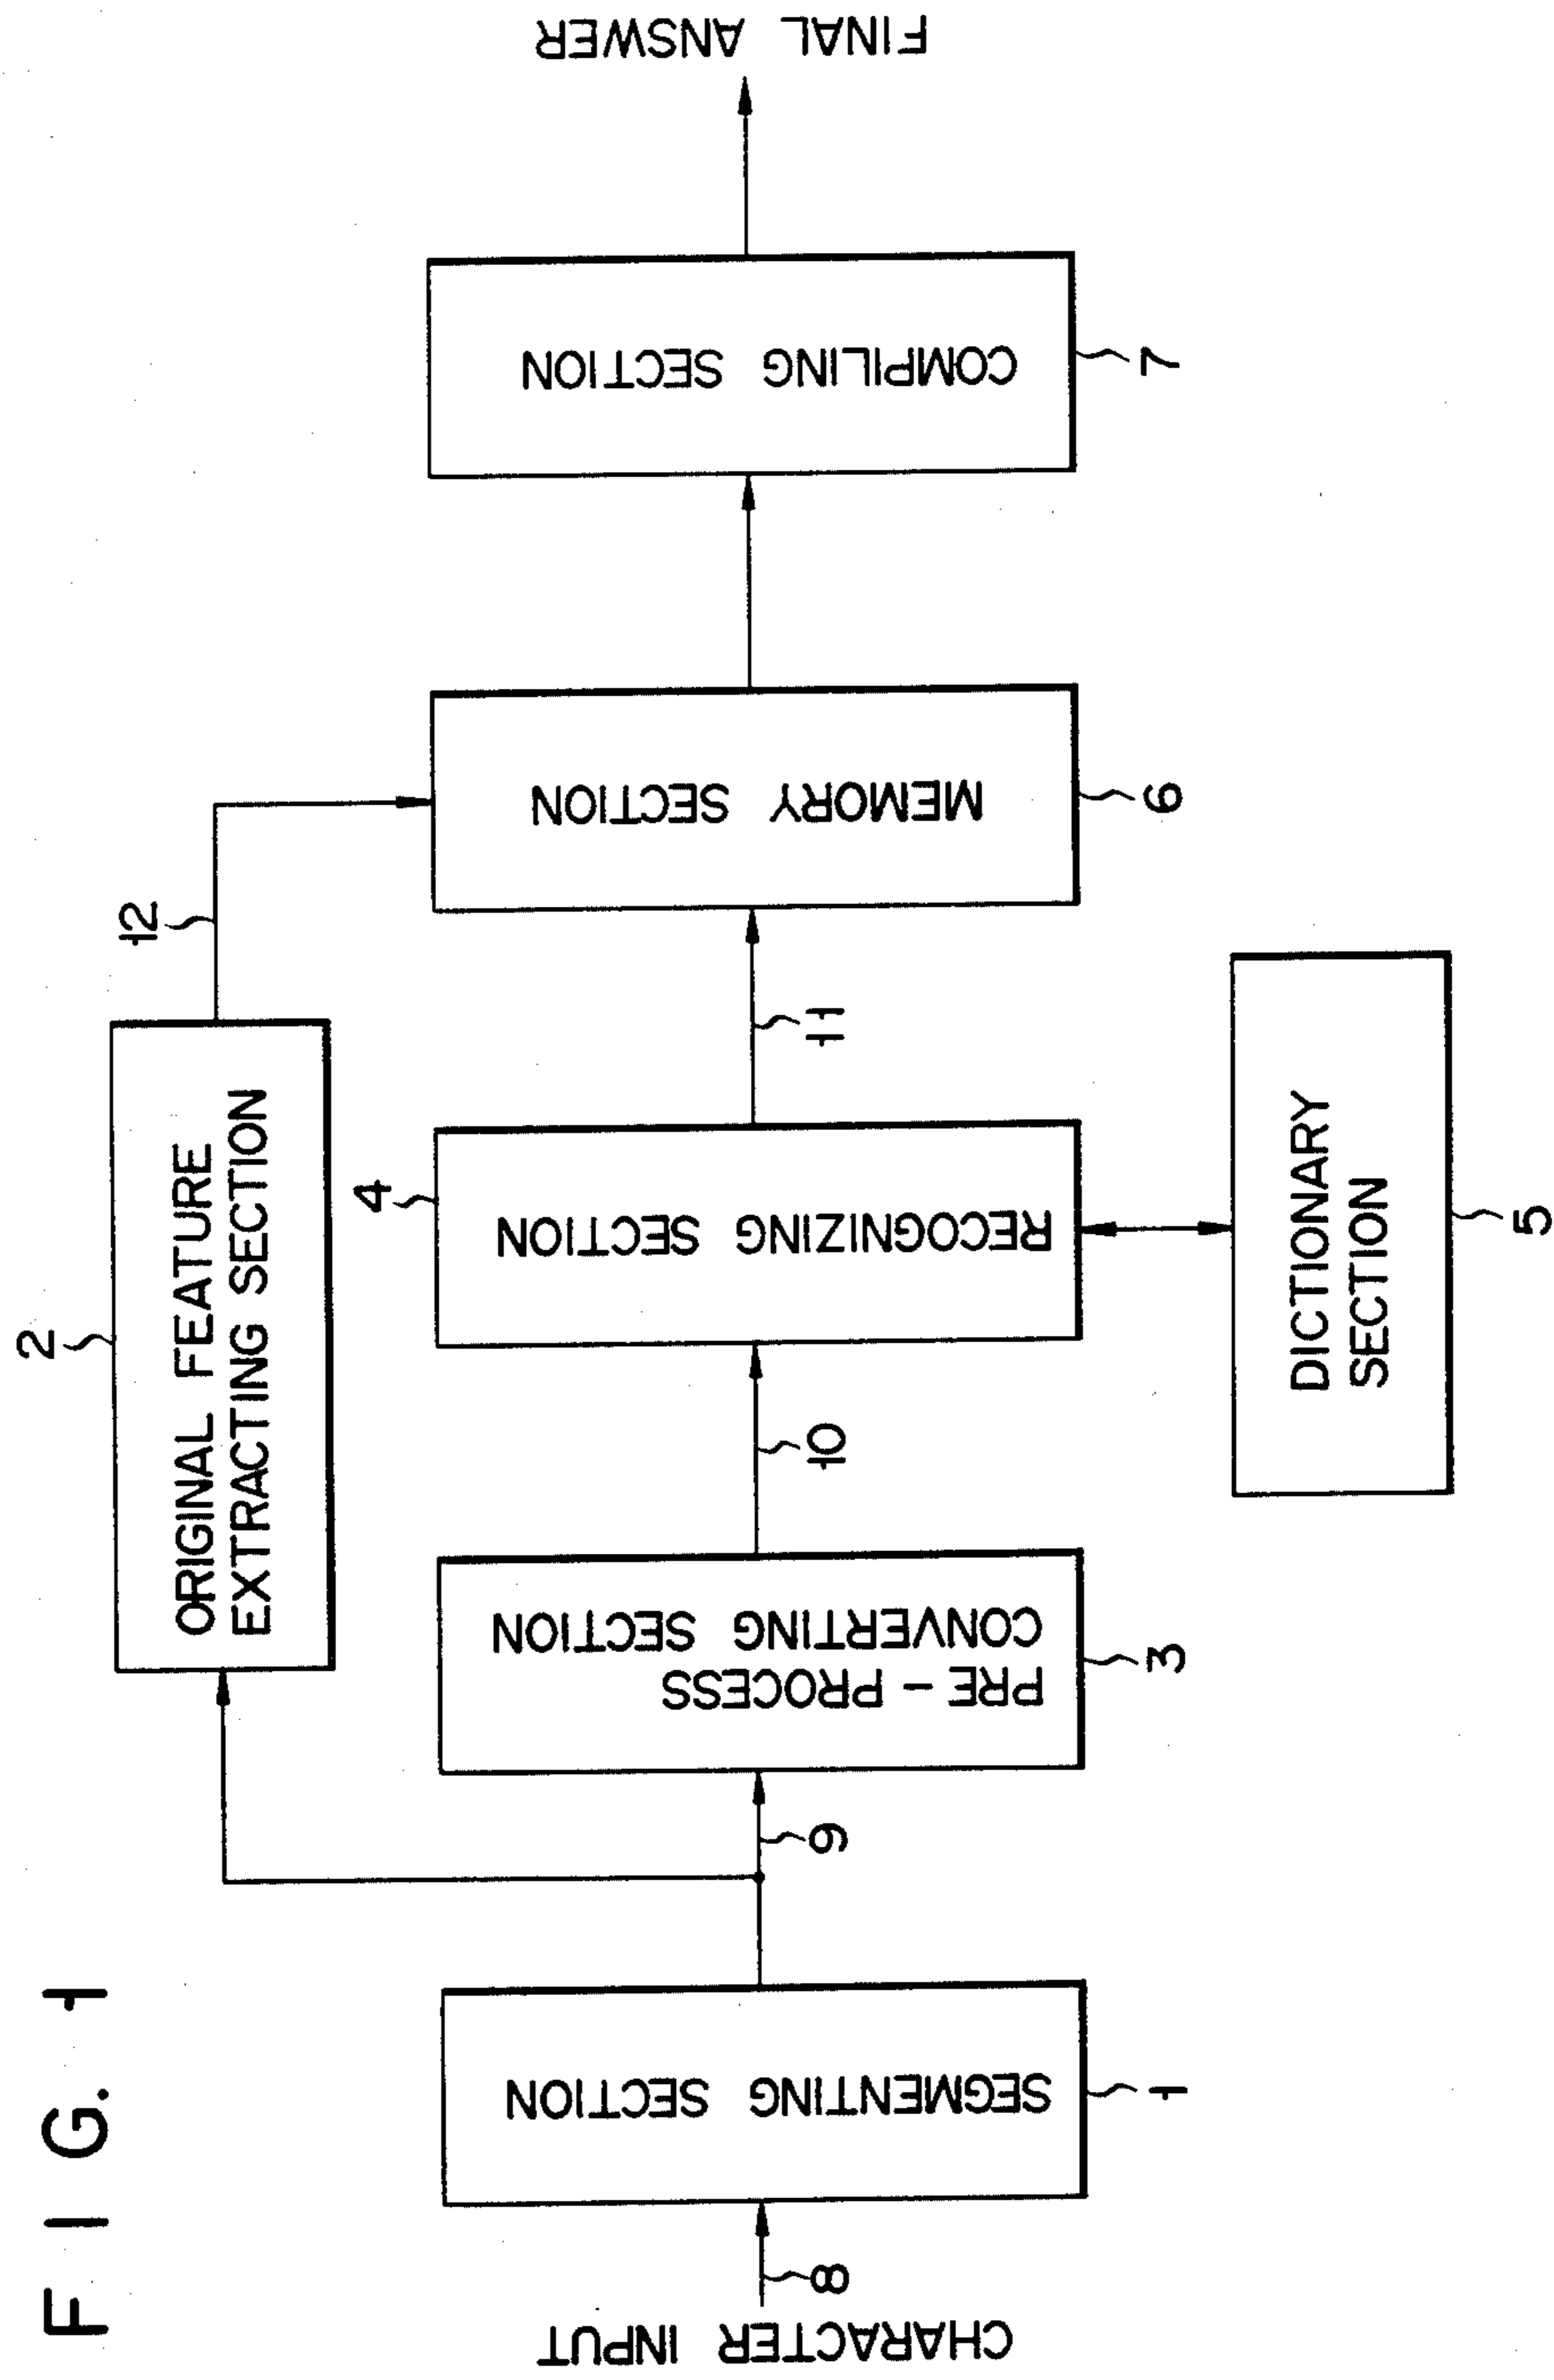 F I G. 1
CHARACTER INPUT
8
SEGMENTING SECTION
1
9
2
ORIGINAL FEATURE
EXTRACTING SECTION
12
PRE - PROCESS
CONVERTING SECTION
3
10
4
RECOGNIZING SECTION
11
DICTIONARY
SECTION
5
MEMORY SECTION
6
COMPILING SECTION
7
FINAL ANSWER